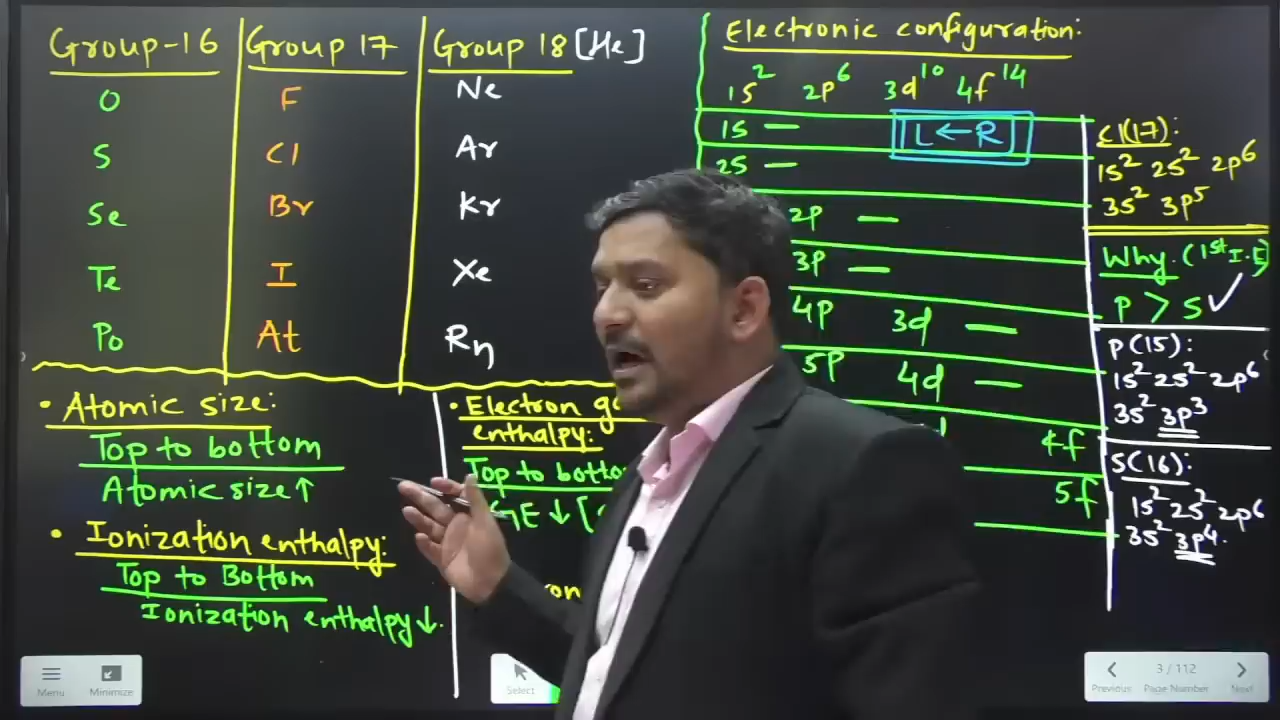 Group-16
O
S
Se
Te
Po
Group 17
F
Cl
Br
I
At
Group 18 [He]
Ne
Ar
Kr
Xe
Rn
• Atomic size:
Top to bottom
Atomic size ↑
• Ionization enthalpy:
Top to Bottom
Ionization enthalpy ↓.
• Electron
enthalpy:
Top to
GE ↓ [
Electronic configuration:
1s² 2p⁶ 3d¹⁰ 4f¹⁴
1s —
L ← R
2s —
2p —
3p —
4p 3d —
5p 4d —
4f
5f
Cl(17):
1s² 2s² 2p⁶
3s² 3p⁵
Why. (1st I.E)
P > S ✓
P(15):
1s² 2s² 2p⁶
3s² 3p³
S(16):
1s² 2s² 2p⁶
3s² 3p⁴.
Menu
Minimize
Select
Previous
3 / 112
Page Number
Next